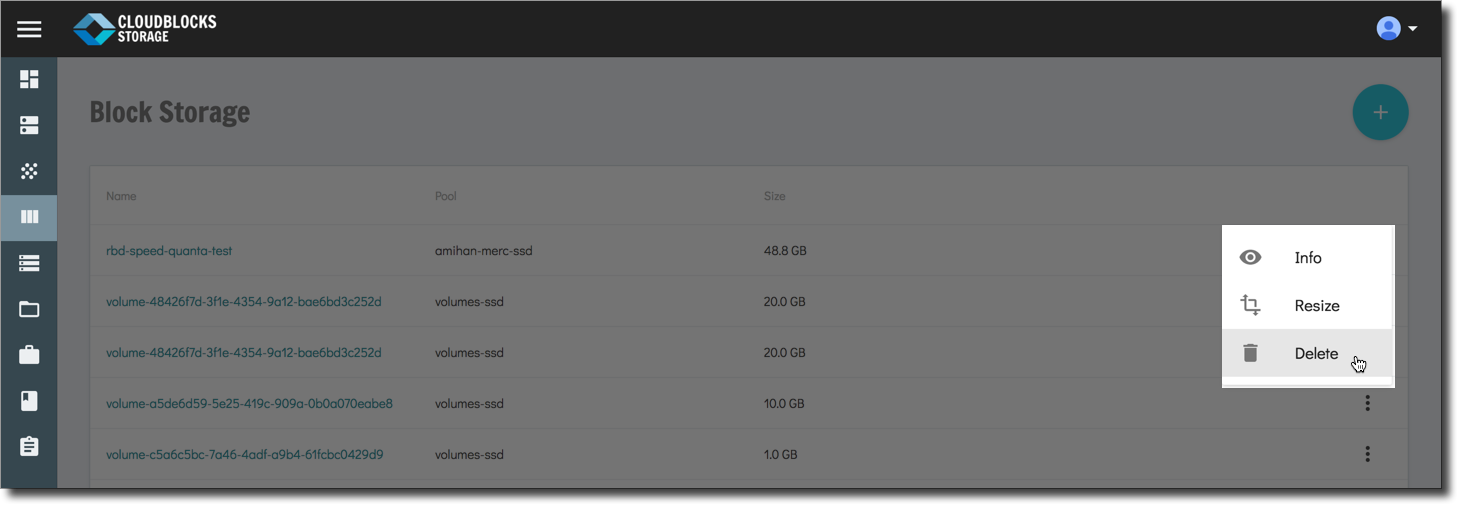 CLOUDBLOCKS
STORAGE
Block Storage
Name Pool Size
rbd-speed-quanta-test amihan-merc-ssd 48.8 GB
Info
volume-48426f7d-3f1e-4354-9a12-bae6bd3c252d volumes-ssd 20.0 GB
Resize
volume-48426f7d-3f1e-4354-9a12-bae6bd3c252d volumes-ssd 20.0 GB
Delete
volume-a5de6d59-5e25-419c-909a-0b0a070eabe8 volumes-ssd 10.0 GB
volume-c5a6c5bc-7a46-4adf-a9b4-61fcbc0429d9 volumes-ssd 1.0 GB